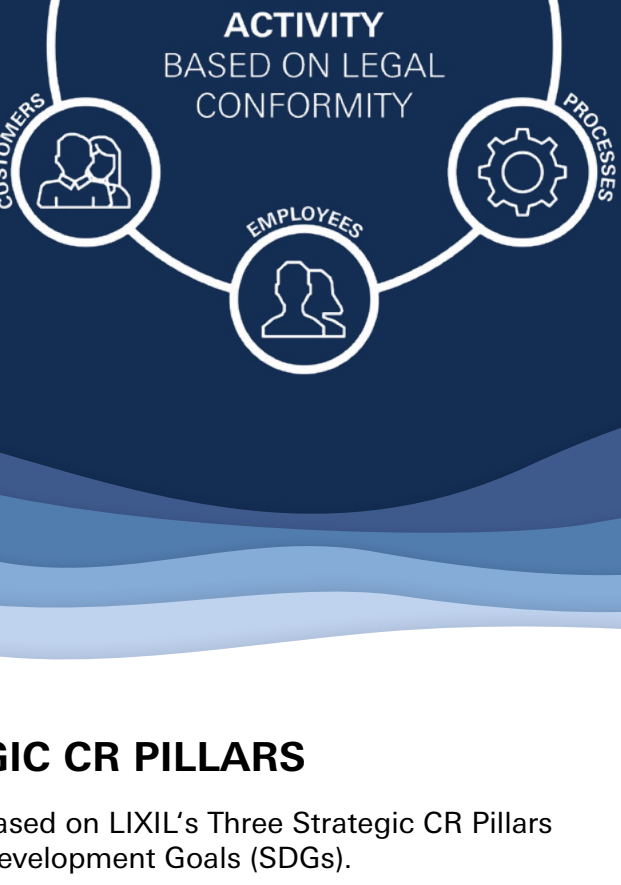 ACTIVITY
BASED ON LEGAL
CONFORMITY
CUSTOMERS
PROCESSES
EMPLOYEES
GIC CR PILLARS
ased on LIXIL‘s Three Strategic CR Pillars
evelopment Goals (SDGs).